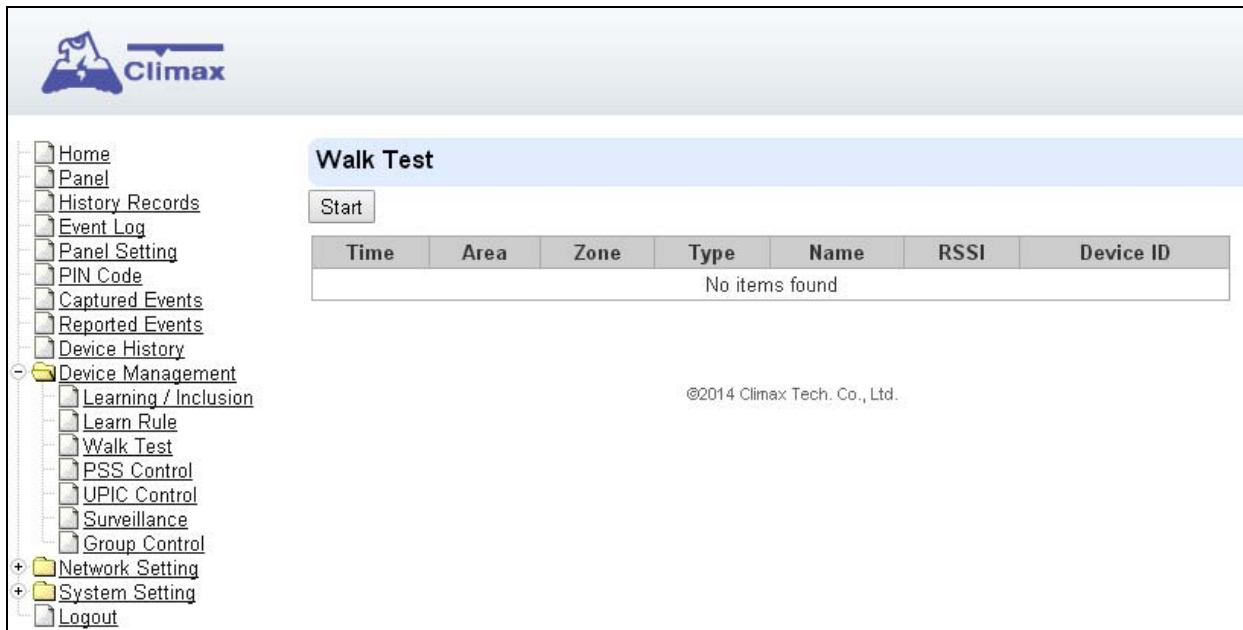 Climax
Home
Panel
History Records
Event Log
Panel Setting
PIN Code
Captured Events
Reported Events
Device History
Device Management
Learning / Inclusion
Learn Rule
Walk Test
PSS Control
UPIC Control
Surveillance
Group Control
Network Setting
System Setting
Logout
Walk Test
Start
Time Area Zone Type Name RSSI Device ID
No items found
©2014 Climax Tech. Co., Ltd.